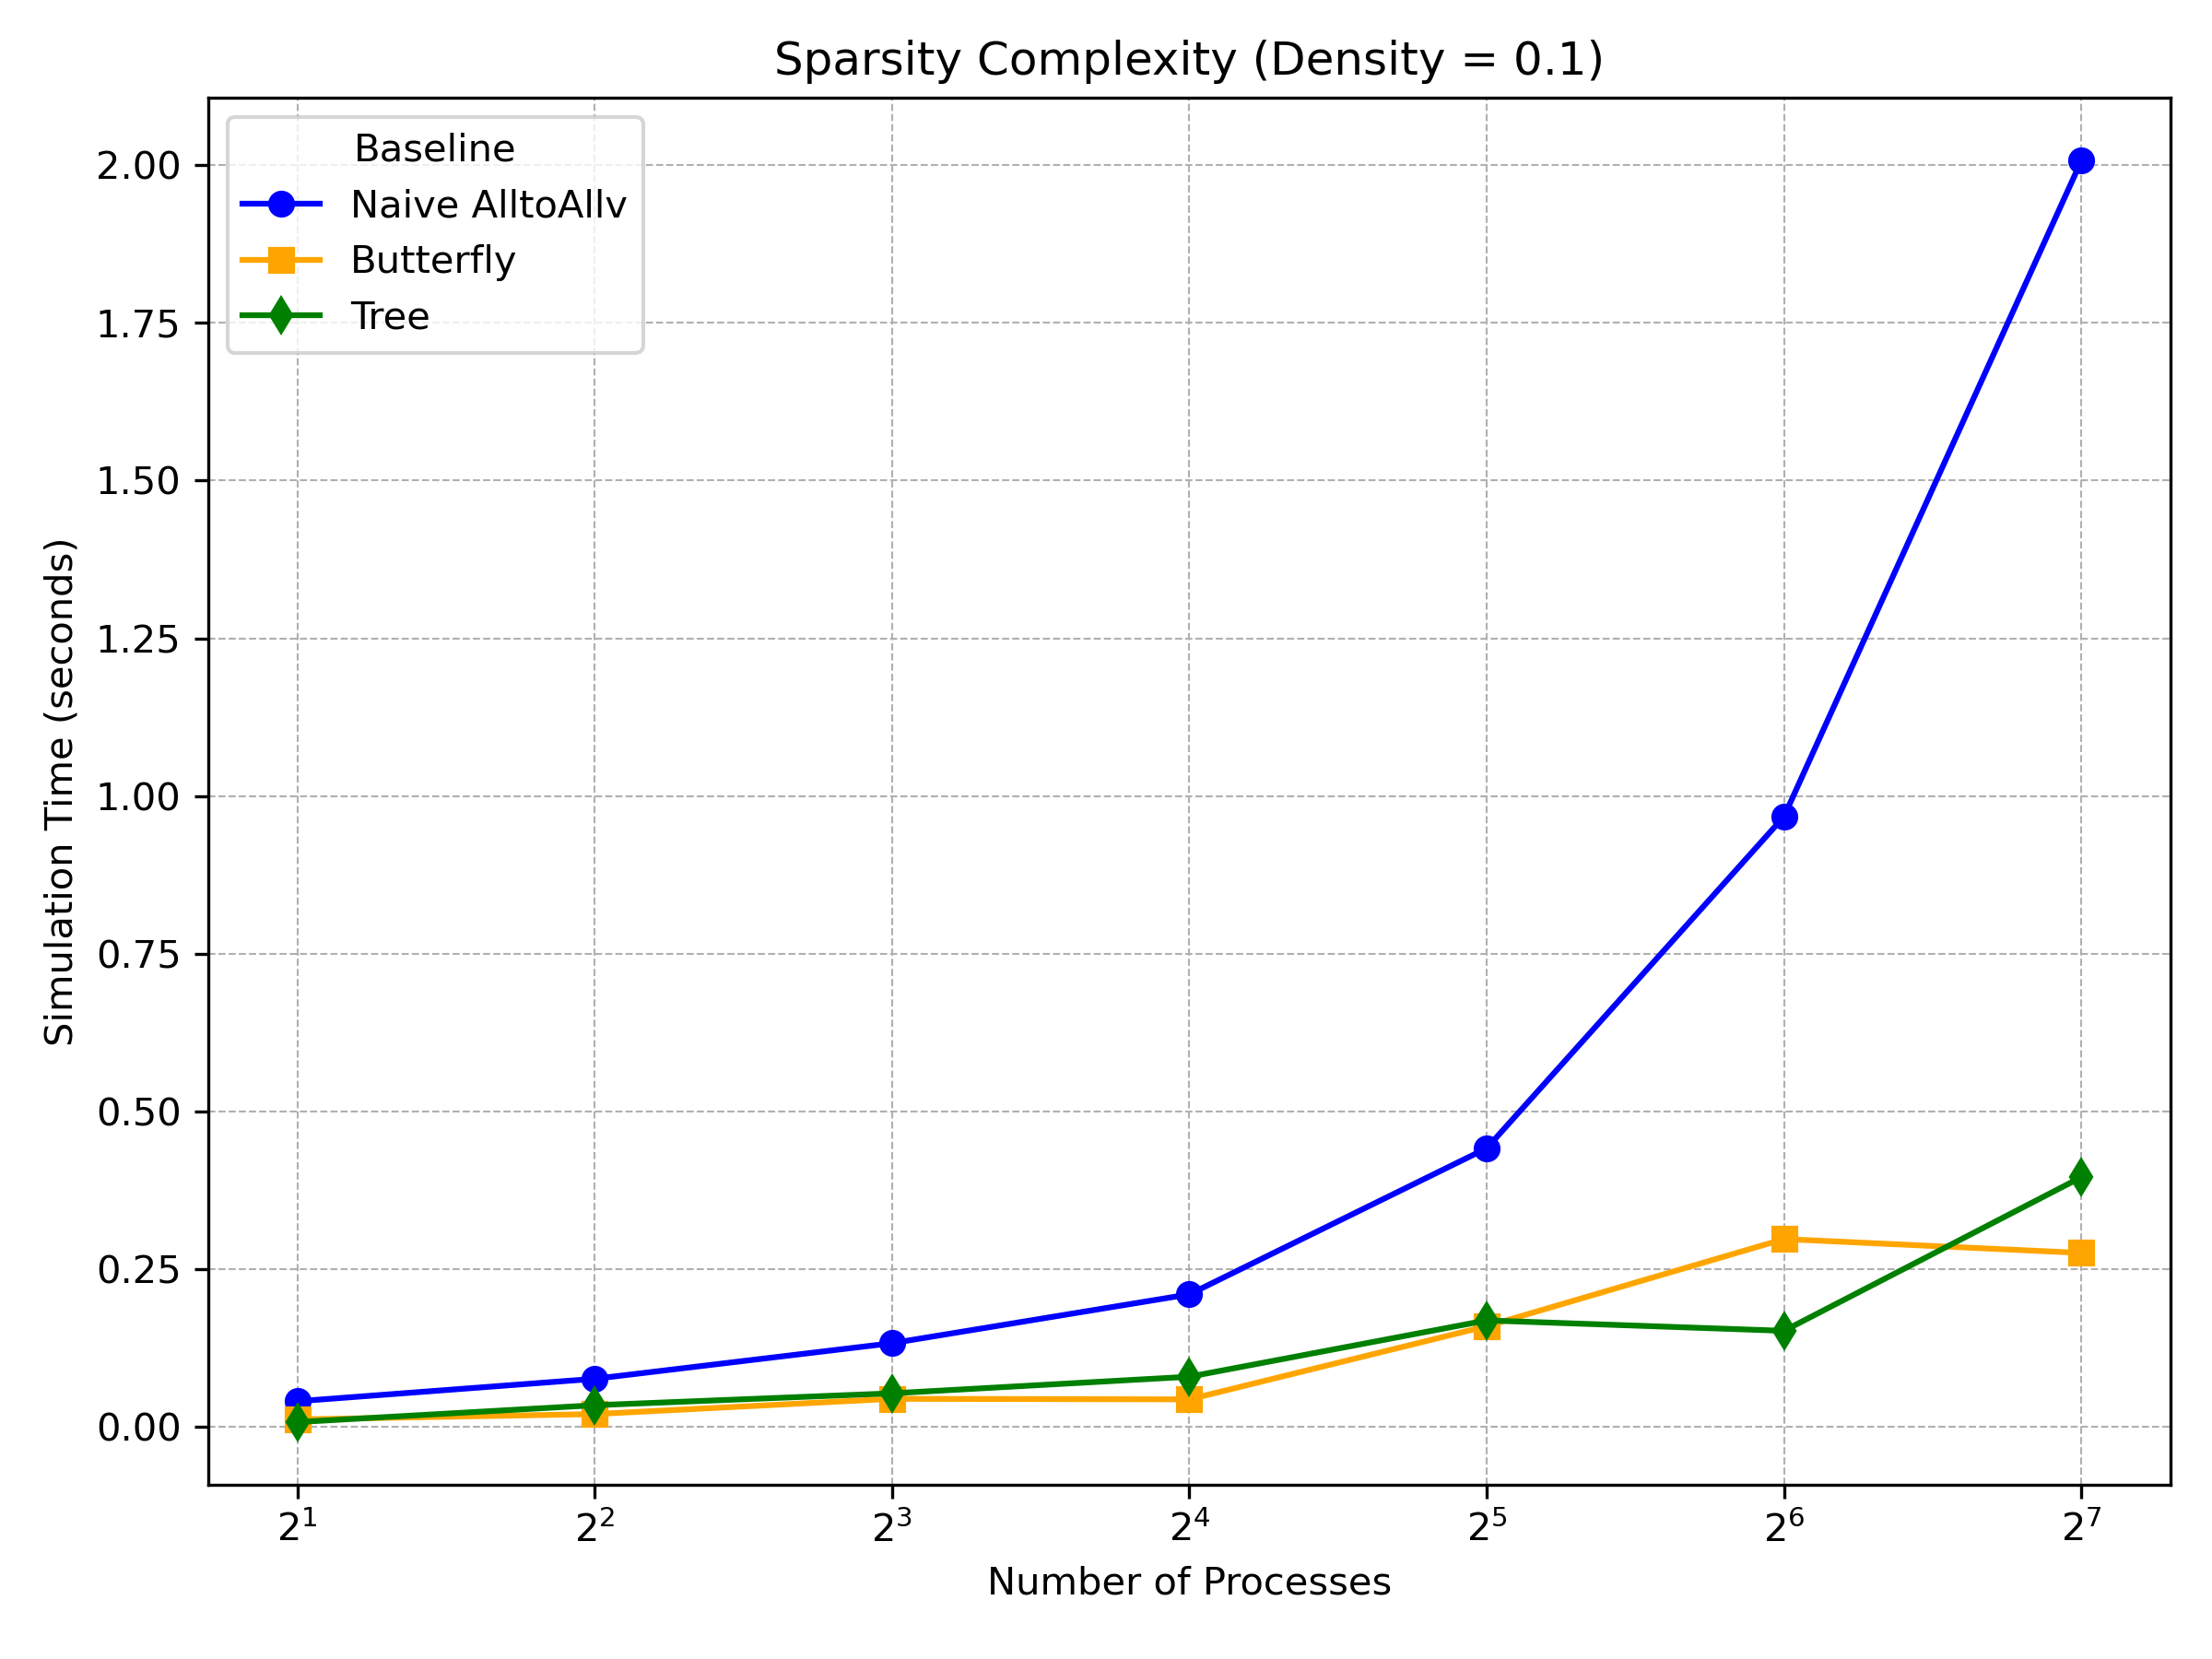 Sparsity Complexity (Density = 0.1)
Baseline
Naive AlltoAllv
Butterfly
Tree
2.00
1.75
1.50
1.25
1.00
0.75
0.50
0.25
0.00
Simulation Time (seconds)
2¹ 2² 2³ 2⁴ 2⁵ 2⁶ 2⁷
Number of Processes